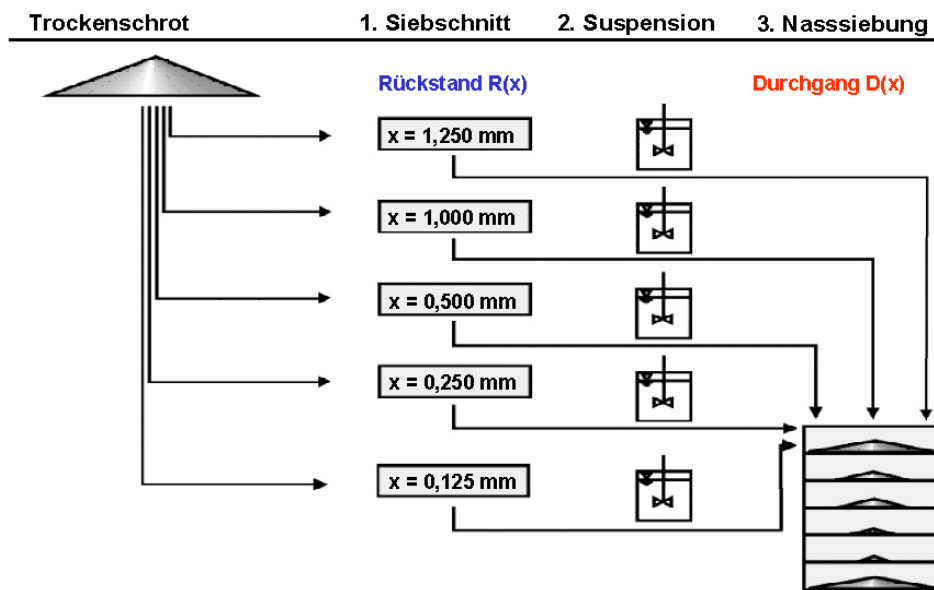 Trockenschrot 1. Siebschnitt 2. Suspension 3. Nasssiebung
Rückstand R(x) Durchgang D(x)
x = 1,250 mm
x = 1,000 mm
x = 0,500 mm
x = 0,250 mm
x = 0,125 mm